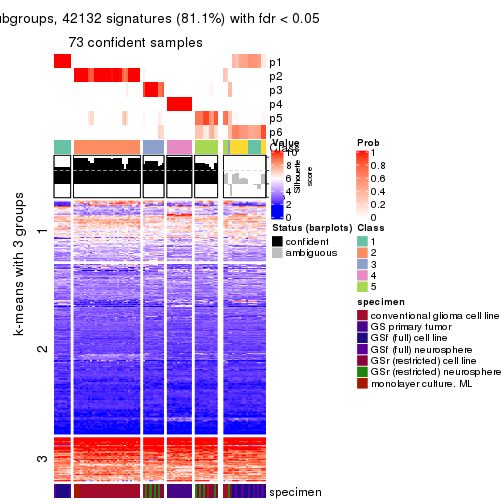 ubgroups, 42132 signatures (81.1%) with fdr < 0.05
73 confident samples
p1
p2
p3
p4
p5
p6
Class
Silhouette
score
k-means with 3 groups
1
2
3
specimen
Value
10
8
6
4
2
0
Prob
1
0.8
0.6
0.4
0.2
0
Status (barplots)
confident
ambiguous
Class
1
2
3
4
5
specimen
conventional glioma cell line
GS primary tumor
GSf (full) cell line
GSf (full) neurosphere
GSr (restricted) cell line
GSr (restricted) neurosphere
monolayer culture. ML